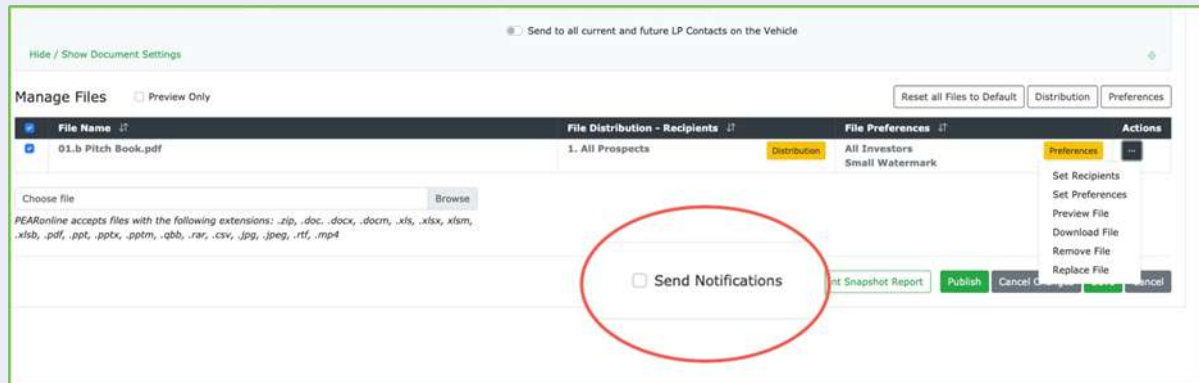 Send to all current and future LP Contacts on the Vehicle
Hide / Show Document Settings
Manage Files Preview Only Reset all Files to Default Distribution Preferences
File Name File Distribution - Recipients File Preferences Actions
01.b Pitch Book.pdf 1. All Prospects Distribution All Investors Preferences ...
Small Watermark
Set Recipients
Set Preferences
Preview File
Download File
Remove File
Replace File
Choose file Browse
PEARonline accepts files with the following extensions: .zip, .doc. .docx, .docm, .xls, .xlsx, xlsm,
.xlsb, .pdf, .ppt, .pptx, .pptm, .qbb, .rar, .csv, .jpg, .jpeg, .rtf, .mp4
Send Notifications nt Snapshot Report Publish Cancel